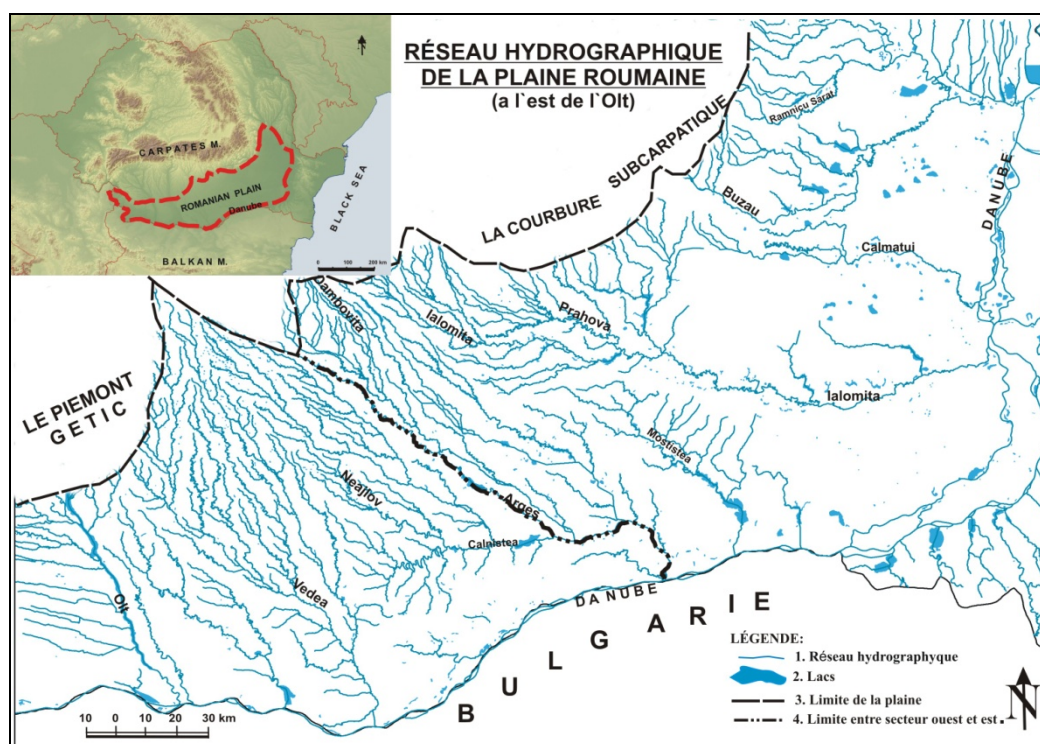 RÉSEAU HYDROGRAPHIQUE
DE LA PLAINE ROUMAINE
(a l`est de l`Olt)
CARPATES M.
ROMANIAN PLAIN
Danube
BLACK SEA
BALKAN M.
0 100 200 km
LA COURBURE SUBCARPATIQUE
LE PIEMONT
GETIC
Ramnicu Sarat
Buzau
Calmatui
DANUBE
Dambovita
Ialomita
Prahova
Ialomita
Mostistea
Neajlov
Arges
Calnistea
Vedea
Olt
DANUBE
BULGARIE
10 0 10 20 30 km
LÉGENDE:
1. Réseau hydrographyque
2. Lacs
3. Limite de la plaine
4. Limite entre secteur ouest et est.
N